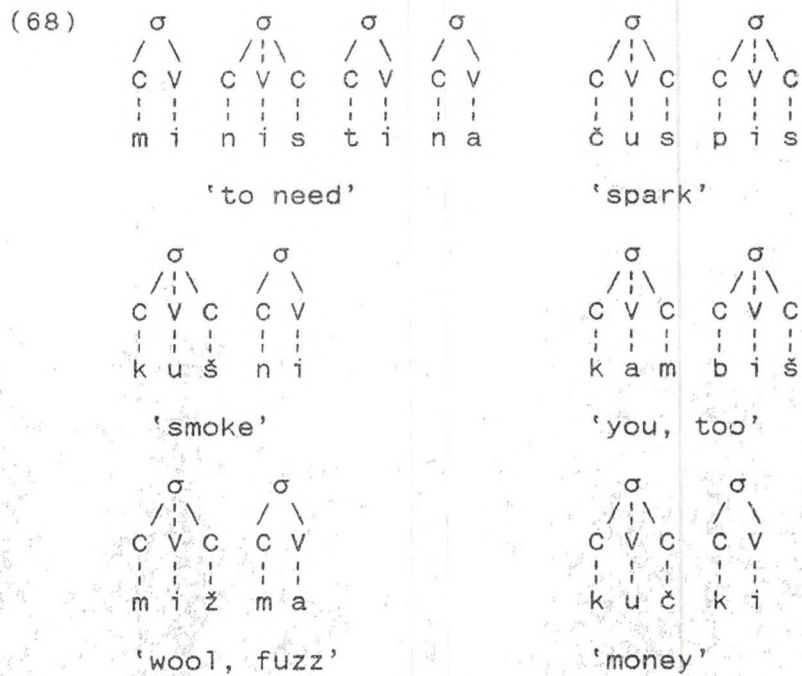 (68) σ σ σ σ σ σ
C V C V C C V C V C V C C V C
m i n i s t i n a č u s p i s
'to need' 'spark'
σ σ σ σ
C V C C V C V C C V C
k u š n i k a m b i š
'smoke' 'you, too'
σ σ σ σ
C V C C V C V C C V
m i ž m a k u č k i
'wool, fuzz' 'money'